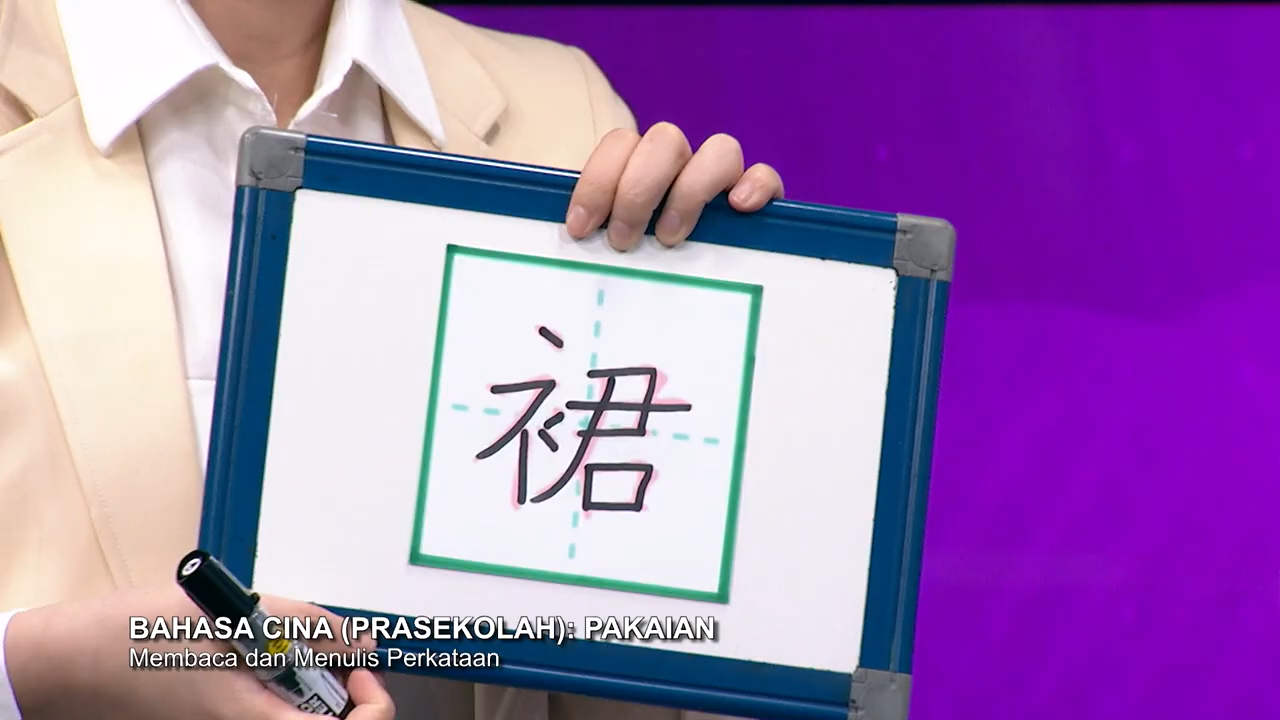 裙
BAHASA CINA (PRASEKOLAH): PAKAIAN
Membaca dan Menulis Perkataan